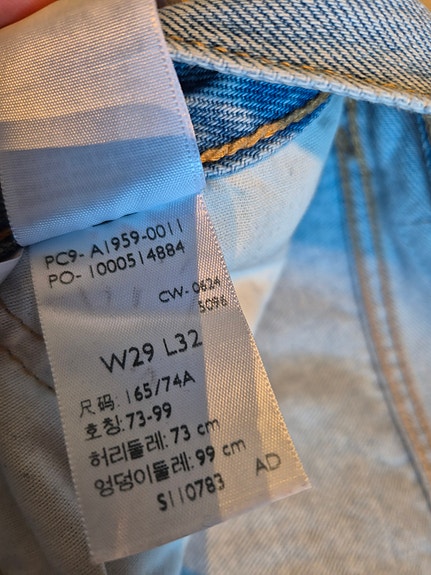 PC9- A1959-0011
PO- 1000514884
CW- 0624
5096
W29 L32
尺码: 165/74A
호칭: 73-99
허리둘레: 73 cm
엉덩이둘레: 99 cm
S110783 AD